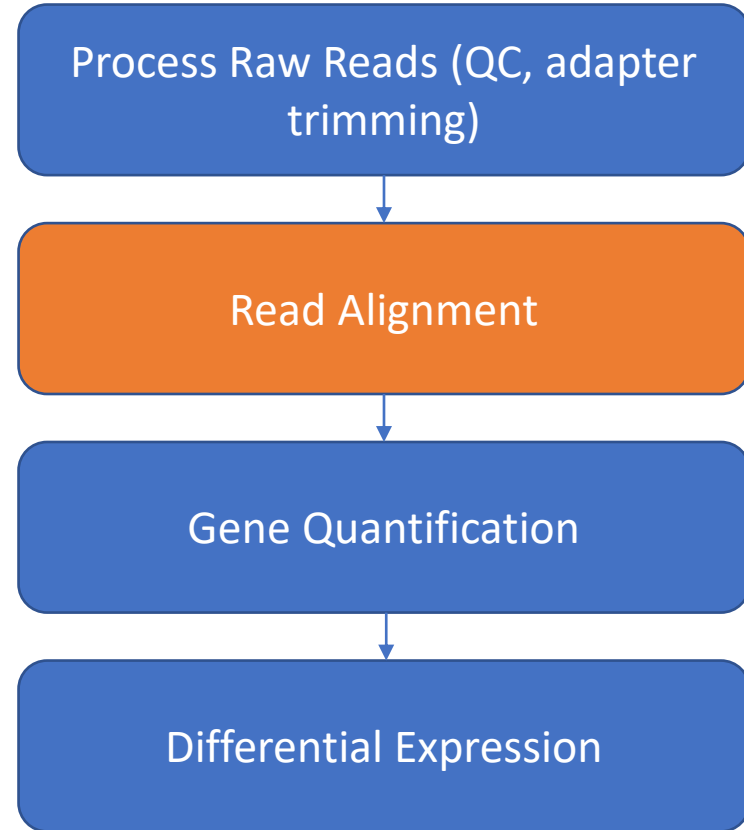 Process Raw Reads (QC, adapter
trimming)
Read Alignment
Gene Quantification
Differential Expression